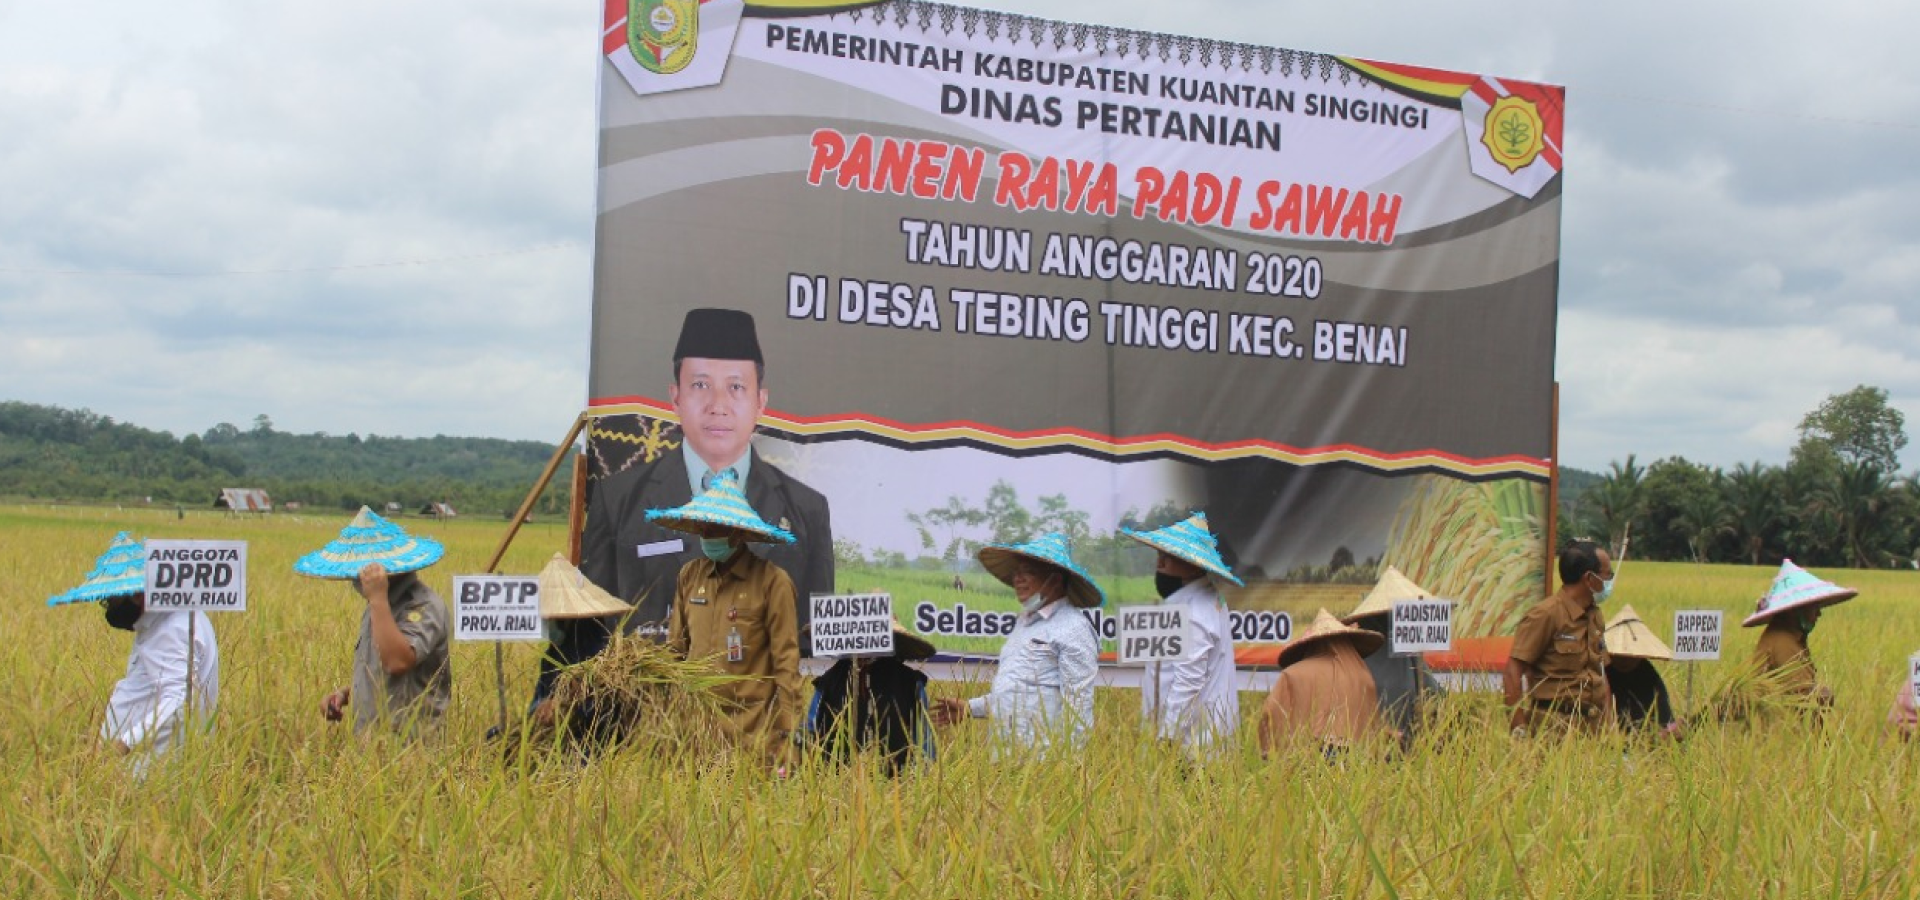 PEMERINTAH KABUPATEN KUANTAN SINGINGI
DINAS PERTANIAN
PANEN RAYA PADI SAWAH
TAHUN ANGGARAN 2020
DI DESA TEBING TINGGI KEC. BENAI
Selasa 2020
ANGGOTA
DPRD
PROV. RIAU
BPTP
PROV. RIAU
KADISTAN
KABUPATEN
KUANSING
KETUA
IPKS
KADISTAN
PROV. RIAU
BAPPEDA
PROV RIAU